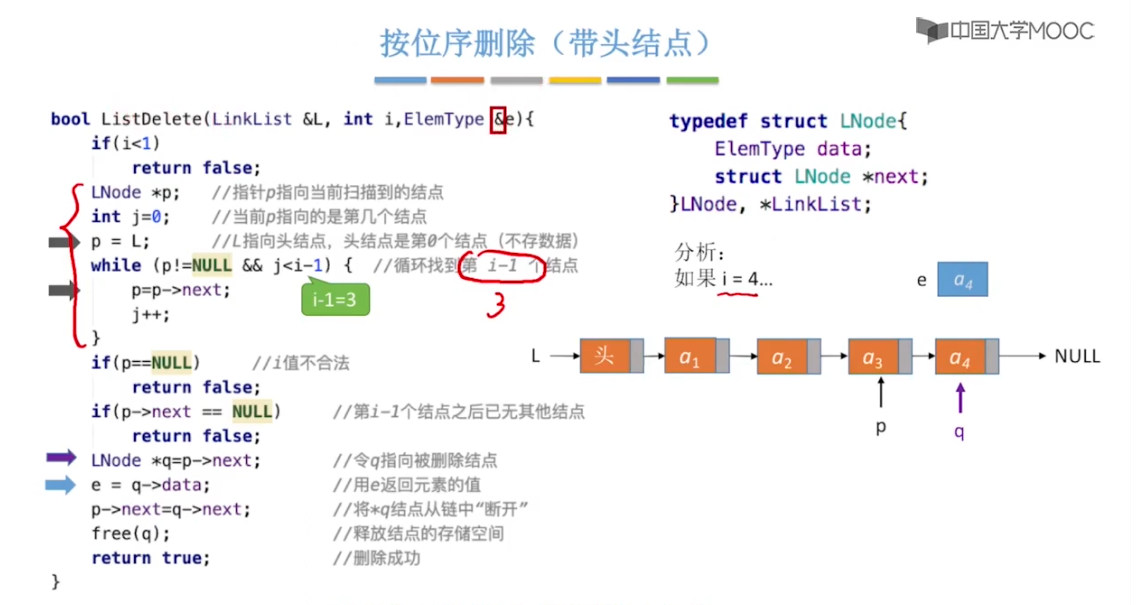 中国大学MOOC
按位序删除（带头结点）
bool ListDelete(LinkList &L, int i,ElemType &e){
if(i<1)
return false;
LNode *p; //指针p指向当前扫描到的结点
int j=0; //当前p指向的是第几个结点
p = L; //L指向头结点，头结点是第0个结点（不存数据）
while (p!=NULL && j<i-1) { //循环找到第 i-1 个结点
p=p->next;
j++;
}
i-1=3
3
if(p==NULL) //i值不合法
return false;
if(p->next == NULL) //第i-1个结点之后已无其他结点
return false;
LNode *q=p->next; //令q指向被删除结点
e = q->data; //用e返回元素的值
p->next=q->next; //将*q结点从链中“断开”
free(q); //释放结点的存储空间
return true; //删除成功
}
typedef struct LNode{
ElemType data;
struct LNode *next;
}LNode, *LinkList;
分析：
如果 i = 4...
e a4
L 头 a1 a2 a3 a4 NULL
p q